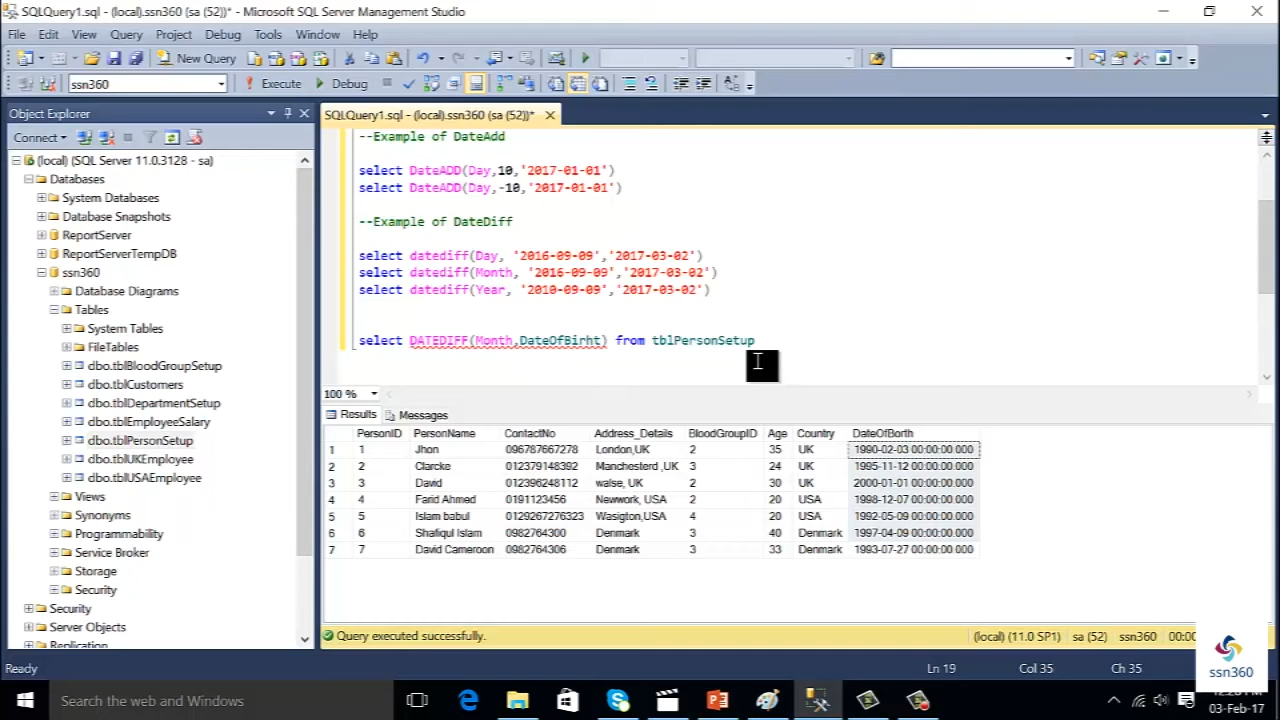 SQLQuery1.sql - (local).ssn360 (sa (52))* - Microsoft SQL Server Management Studio
File Edit View Query Project Debug Tools Window Help
New Query
ssn360 Execute Debug
Object Explorer
SQLQuery1.sql - (local).ssn360 (sa (52))*
Connect
(local) (SQL Server 11.0.3128 - sa)
Databases
System Databases
Database Snapshots
ReportServer
ReportServerTempDB
ssn360
Database Diagrams
Tables
System Tables
FileTables
dbo.tblBloodGroupSetup
dbo.tblCustomers
dbo.tblDepartmentSetup
dbo.tblEmployeeSalary
dbo.tblPersonSetup
dbo.tblUKEmployee
dbo.tblUSAEmployee
Views
Synonyms
Programmability
Service Broker
Storage
Security
Security
Server Objects
Replication
--Example of DateAdd
select DateADD(Day,10,'2017-01-01')
select DateADD(Day,-10,'2017-01-01')
--Example of DateDiff
select datediff(Day, '2016-09-09','2017-03-02')
select datediff(Month, '2016-09-09','2017-03-02')
select datediff(Year, '2010-09-09','2017-03-02')
select DATEDIFF(Month,DateOfBirht) from tblPersonSetup
100 %
Results Messages
PersonID PersonName ContactNo Address_Details BloodGroupID Age Country DateOfBorth
1 1 Jhon 096787667278 London,UK 2 35 UK 1990-02-03 00:00:00.000
2 2 Clarcke 012379148392 Manchesterd ,UK 3 24 UK 1995-11-12 00:00:00.000
3 3 David 012396248112 walse, UK 2 30 UK 2000-01-01 00:00:00.000
4 4 Farid Ahmed 0191123456 Newwork, USA 2 20 USA 1998-12-07 00:00:00.000
5 5 Islam babul 0129267276323 Wasigton,USA 4 20 USA 1992-05-09 00:00:00.000
6 6 Shafiqul Islam 0982764300 Denmark 3 40 Denmark 1997-04-09 00:00:00.000
7 7 David Cameroon 0982764306 Denmark 3 33 Denmark 1993-07-27 00:00:00.000
Query executed successfully. (local) (11.0 SP1) sa (52) ssn360
Ready Ln 19 Col 35 Ch 35
ssn360
Search the web and Windows
03-Feb-17